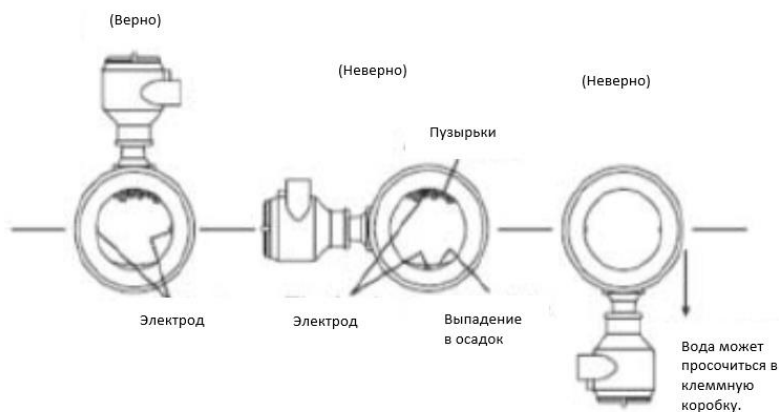 (Верно)
(Неверно)
(Неверно)
Пузырьки
Электрод
Электрод
Выпадение
в осадок
Вода может
просочиться в
клеммную
коробку.